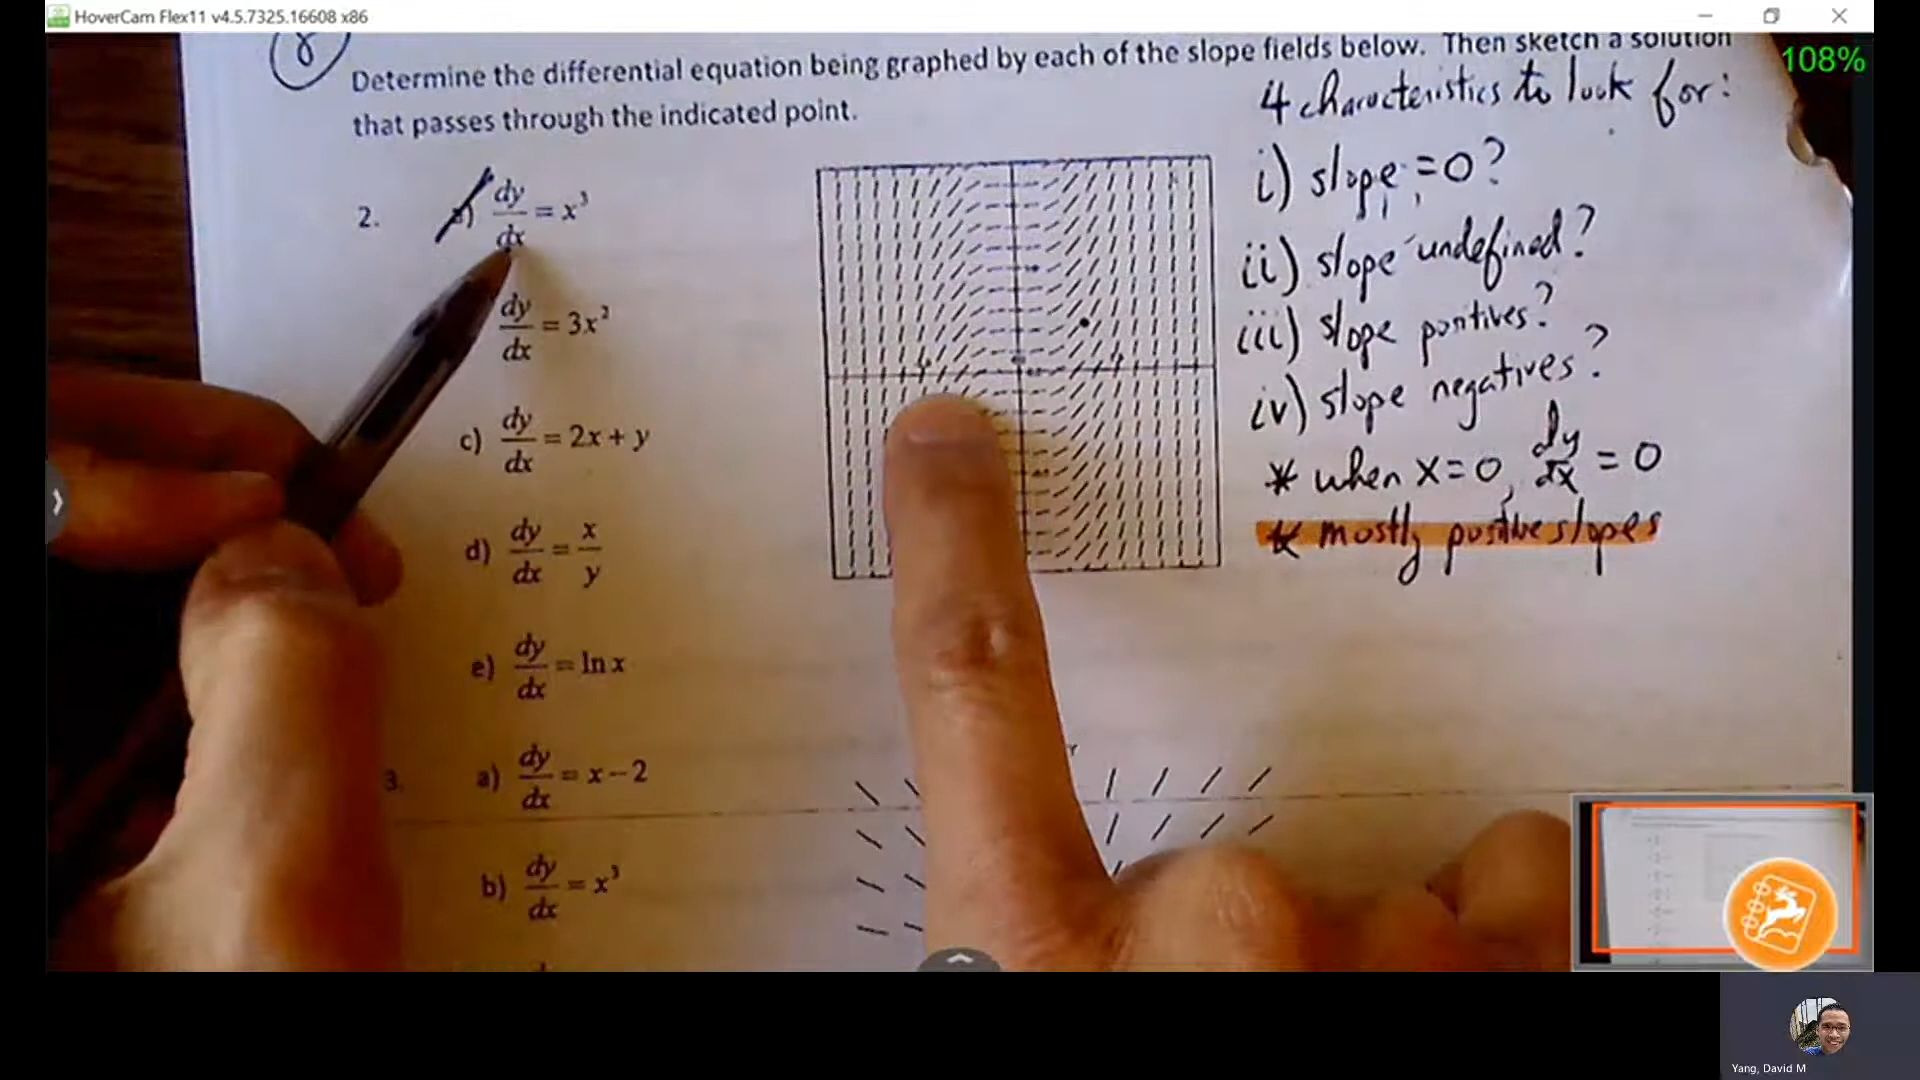 HoverCam Flex11 v4.5.7325.16608 x86
108%
8
Determine the differential equation being graphed by each of the slope fields below. Then sketch a solution
that passes through the indicated point.
4 characteristics to look for:
i) slope = 0?
ii) slope undefined?
iii) slope positives?
iv) slope negatives?
* when x=0, dy/dx = 0
* mostly positive slopes
2. a) dy/dx = x³
dy/dx = 3x²
c) dy/dx = 2x + y
d) dy/dx = x/y
e) dy/dx = ln x
3. a) dy/dx = x - 2
b) dy/dx = x³
Yang, David M